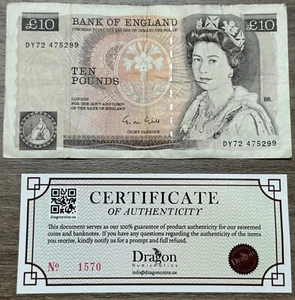 BANK OF ENGLAND
£10
£10
DY72 475299
TEN
POUNDS
LONDON
FOR THE GOVR AND COMPA OF THE
BANK OF ENGLAND
CHIEF CASHIER
DY72 475299
dragoncoins.us
CERTIFICATE
OF AUTHENTICITY
This document serves as our 100% guarantee of product authenticity for our esteemed
coins and banknotes. If you have any questions regarding the authenticity of the items
you receive, kindly notify us for a prompt and full refund.
Nº 1570
Dragon
NUMISMATICS
info@dragoncoins.us